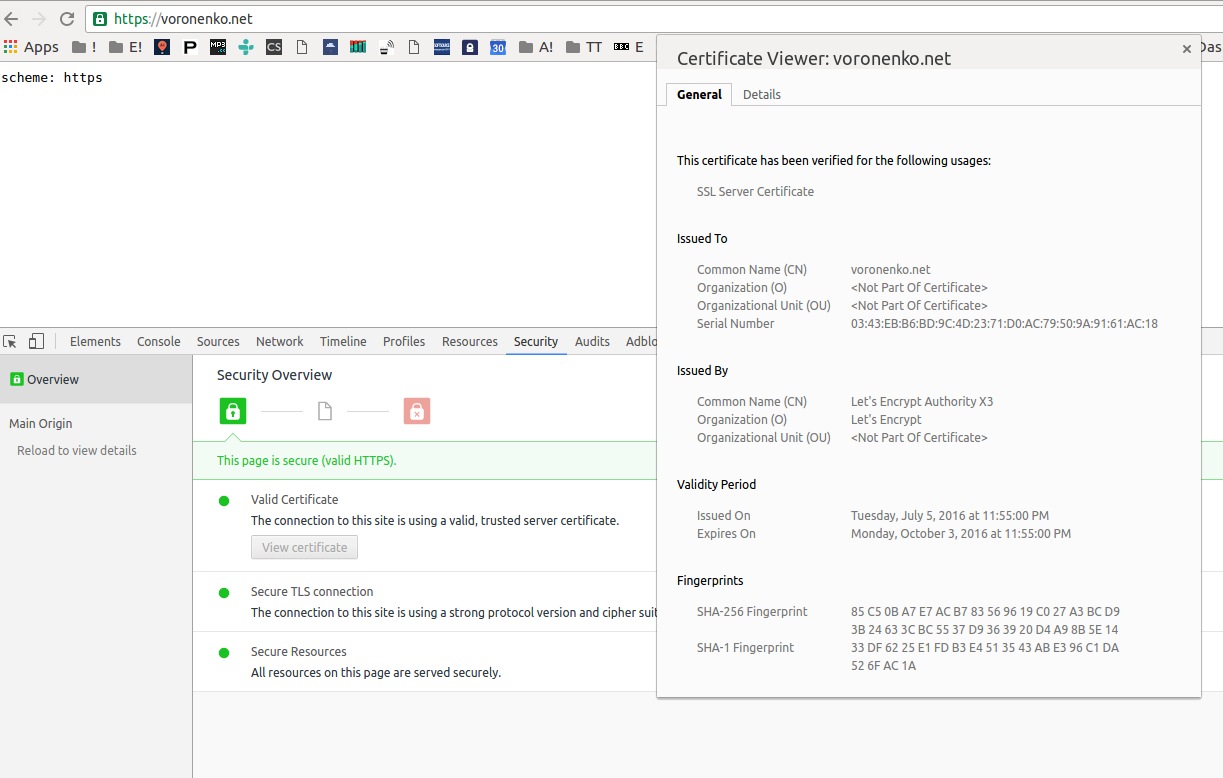 https://voronenko.net
Apps ! E! MP3 CS 30 A! TT BBC E Das
scheme: https
Certificate Viewer: voronenko.net
General Details
This certificate has been verified for the following usages:
SSL Server Certificate
Issued To
Common Name (CN) voronenko.net
Organization (O) <Not Part Of Certificate>
Organizational Unit (OU) <Not Part Of Certificate>
Serial Number 03:43:EB:B6:BD:9C:4D:23:71:D0:AC:79:50:9A:91:61:AC:18
Issued By
Common Name (CN) Let's Encrypt Authority X3
Organization (O) Let's Encrypt
Organizational Unit (OU) <Not Part Of Certificate>
Validity Period
Issued On Tuesday, July 5, 2016 at 11:55:00 PM
Expires On Monday, October 3, 2016 at 11:55:00 PM
Fingerprints
SHA-256 Fingerprint 85 C5 0B A7 E7 AC B7 83 56 96 19 C0 27 A3 BC D9
3B 24 63 3C BC 55 37 D9 36 39 20 D4 A9 8B 5E 14
SHA-1 Fingerprint 33 DF 62 25 E1 FD B3 E4 51 35 43 AB E3 96 C1 DA
52 6F AC 1A
Elements Console Sources Network Timeline Profiles Resources Security Audits Adblo
Overview
Main Origin
Reload to view details
Security Overview
This page is secure (valid HTTPS).
Valid Certificate
The connection to this site is using a valid, trusted server certificate.
View certificate
Secure TLS connection
The connection to this site is using a strong protocol version and cipher suit
Secure Resources
All resources on this page are served securely.